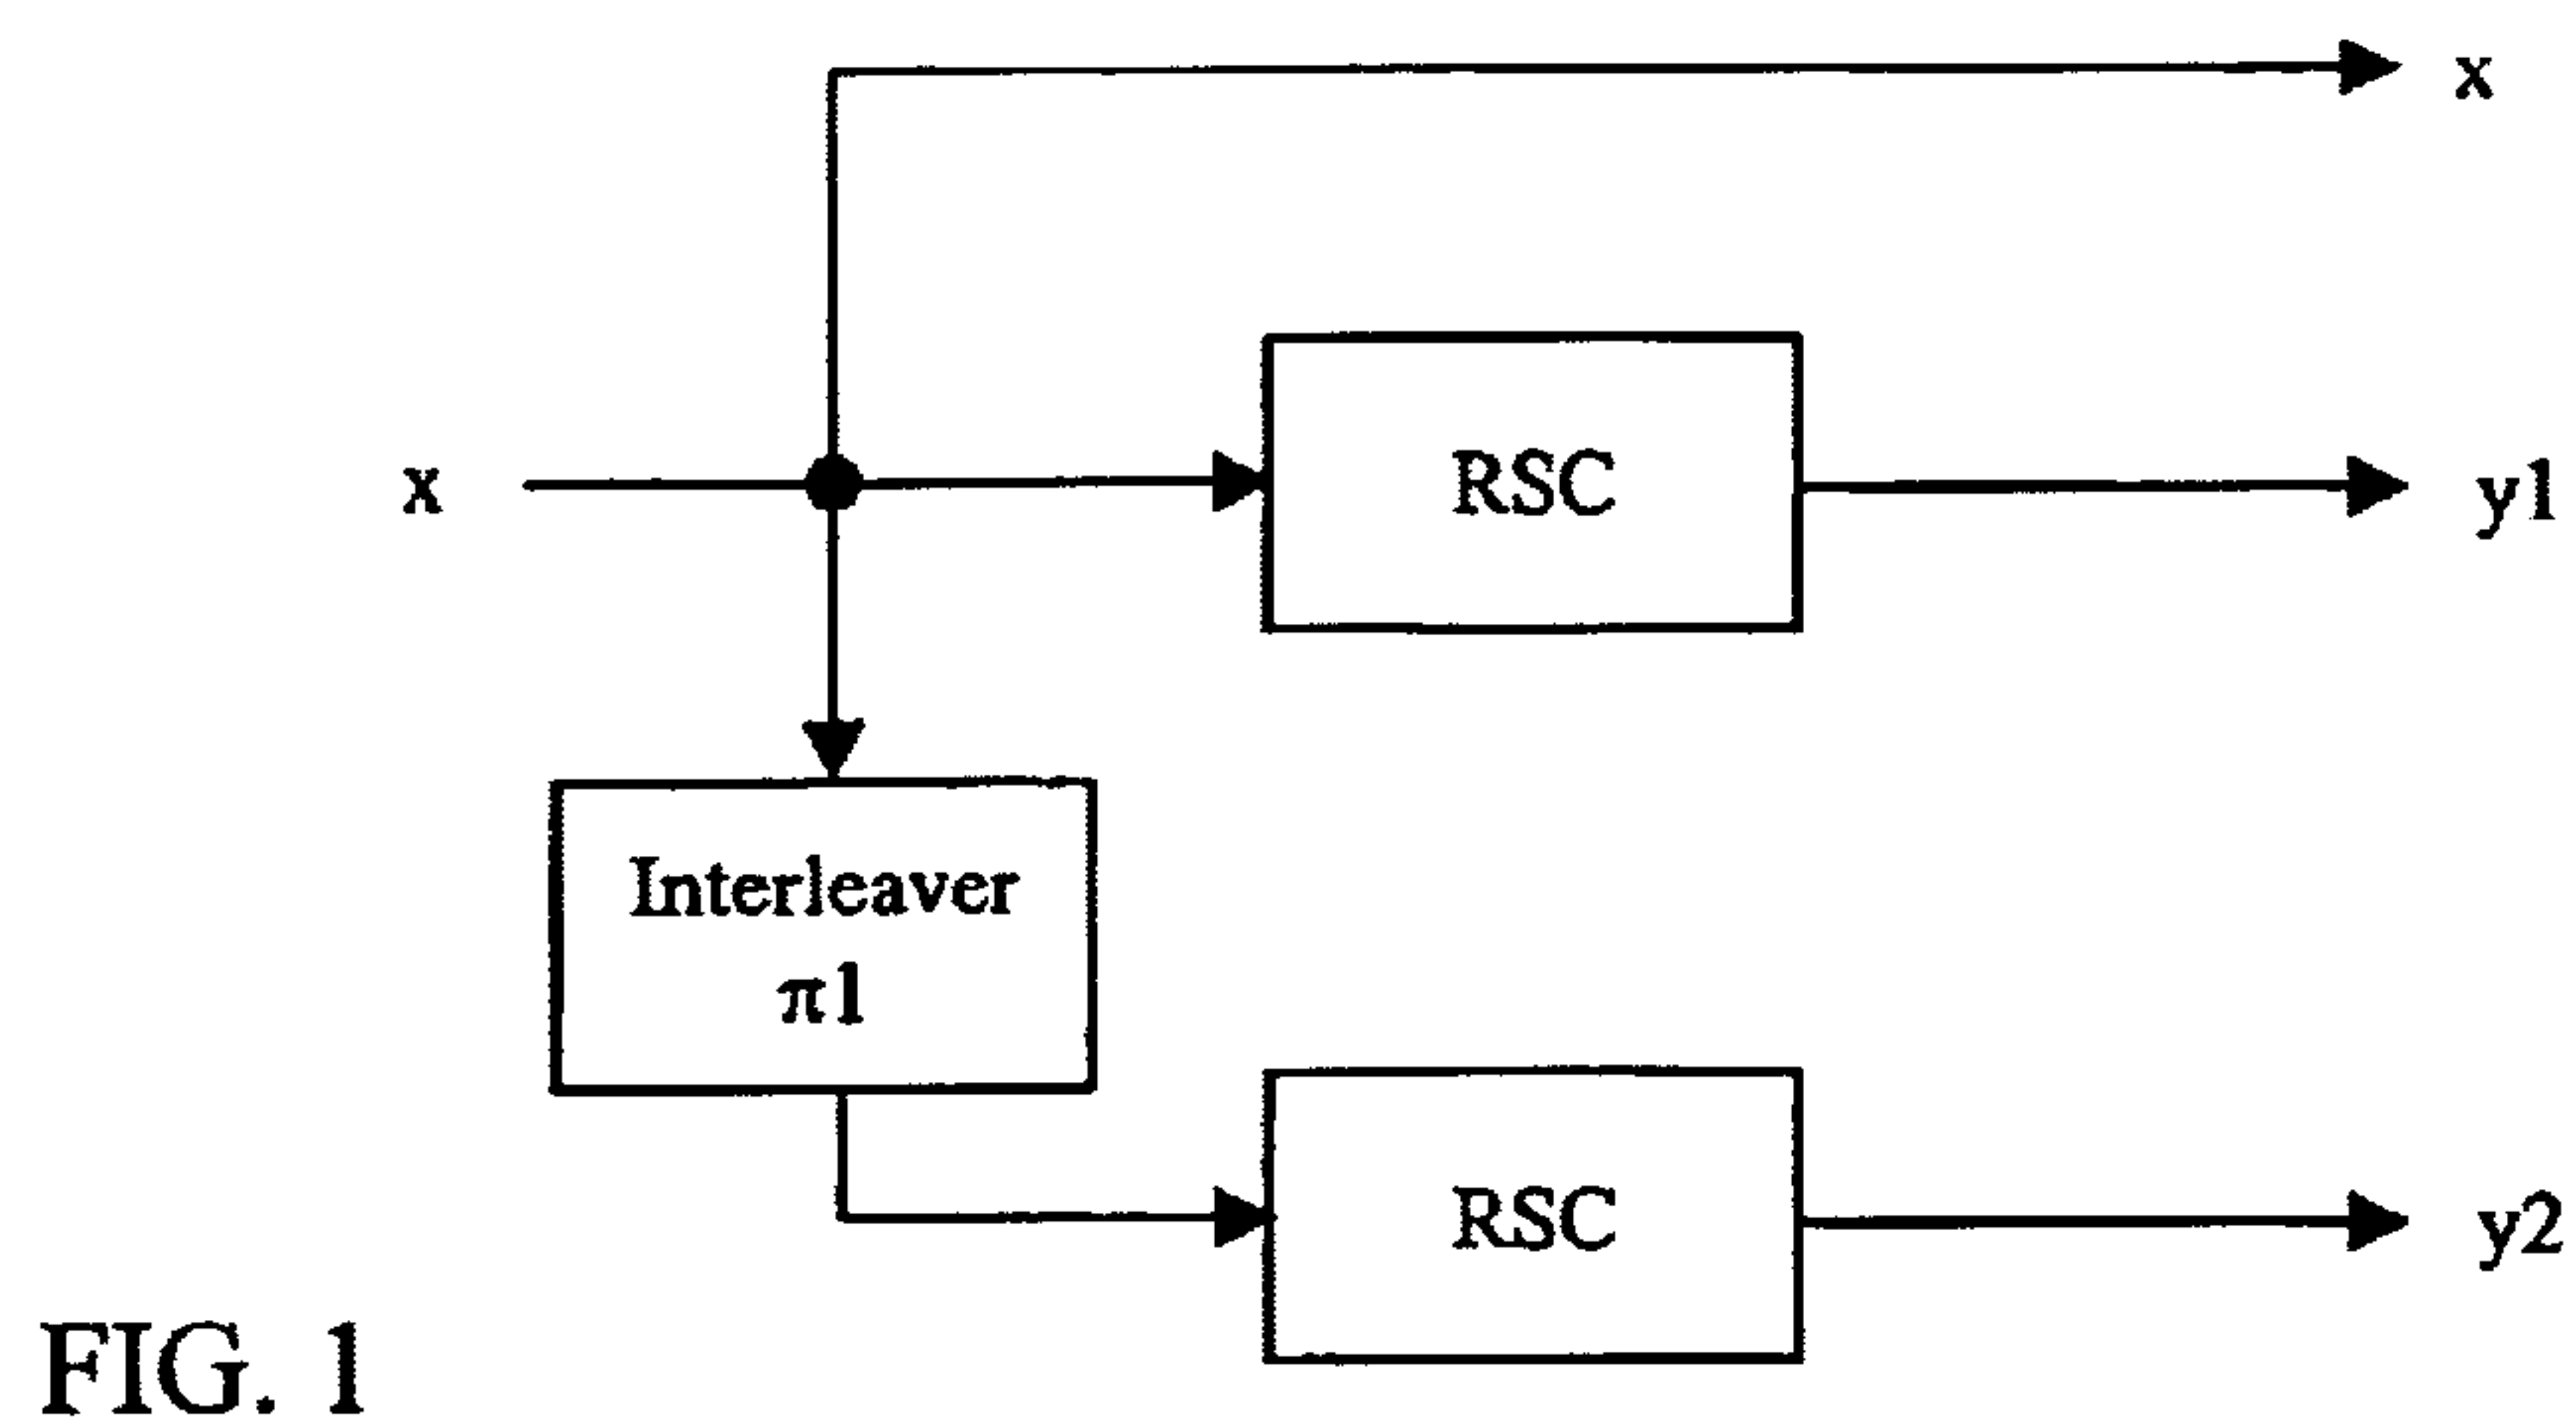 x
x
RSC
y1
Interleaver
π1
RSC
y2
FIG. 1